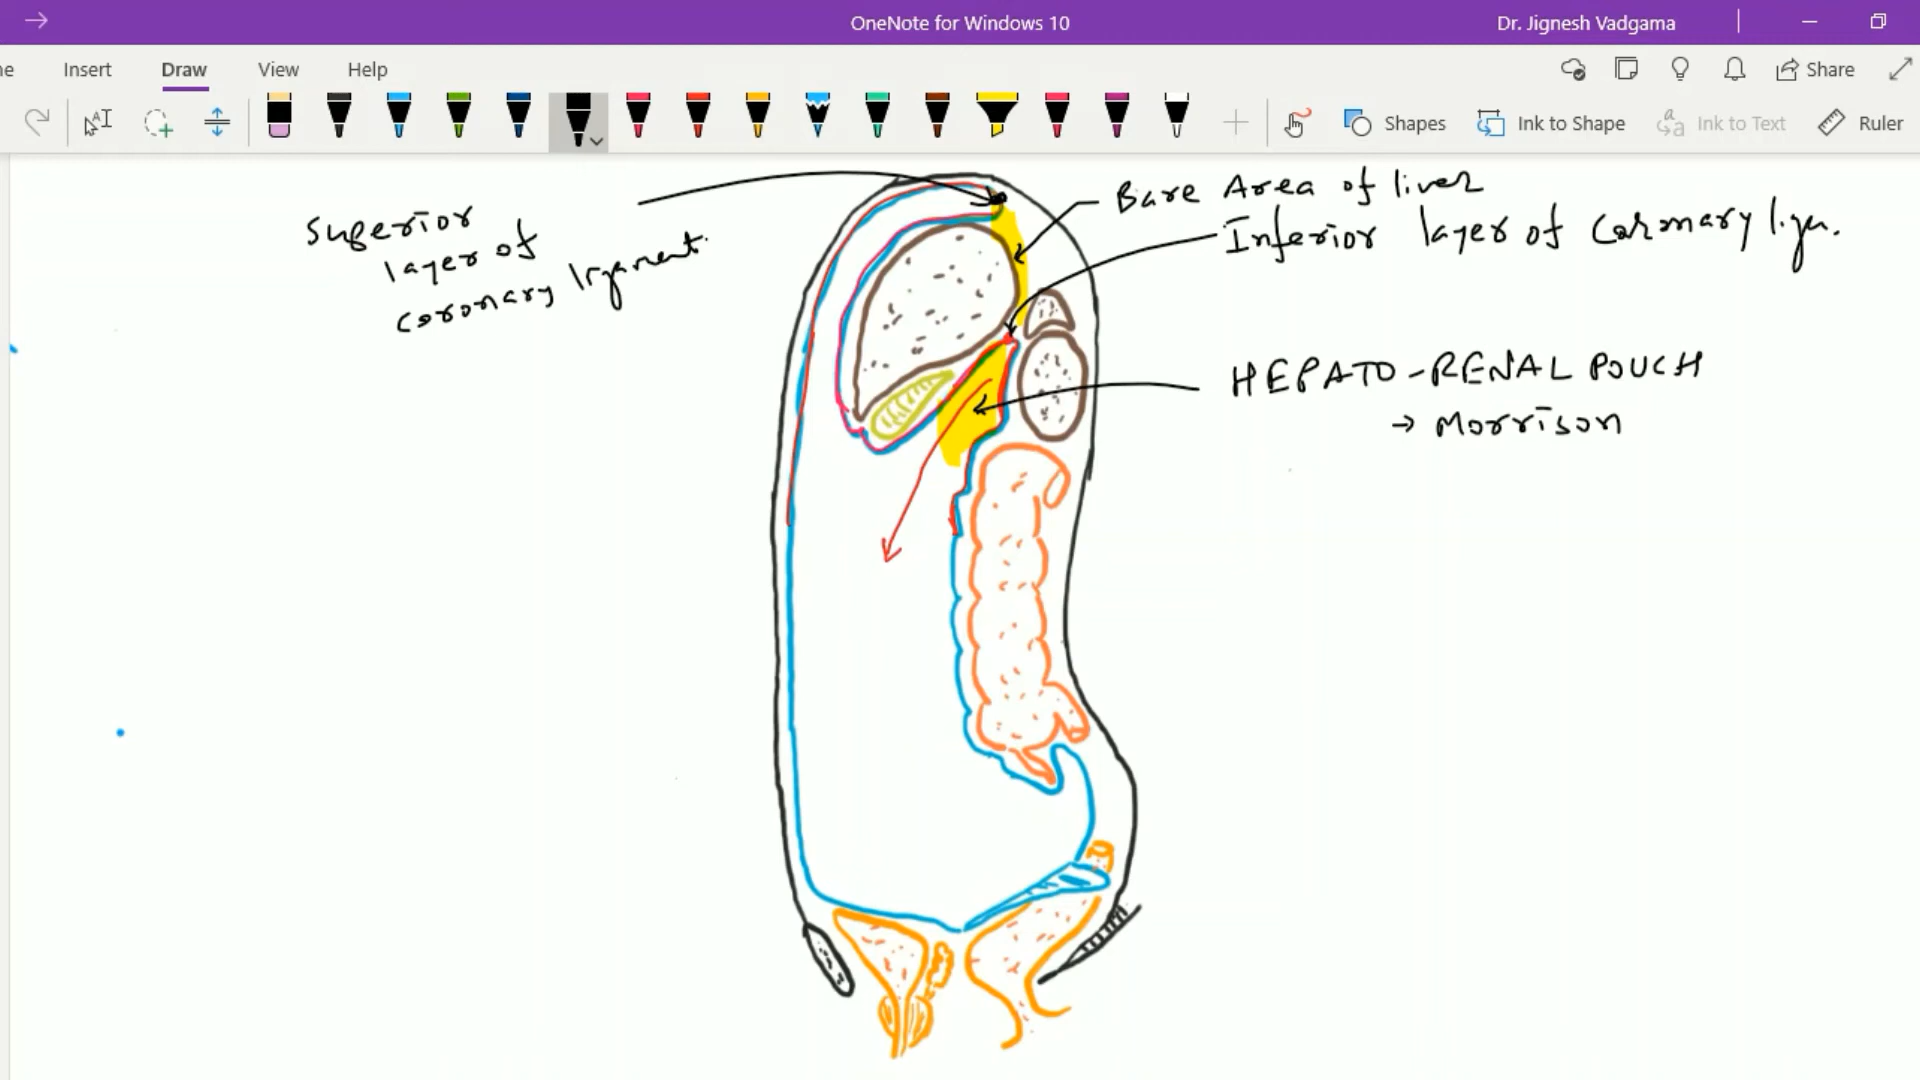 OneNote for Windows 10
Dr. Jignesh Vadgama
Insert Draw View Help
Share
Shapes Ink to Shape Ink to Text Ruler
Superior
layer of
coronary ligament.
Bare Area of liver
Inferior layer of Coronary liga.
HEPATO-RENAL POUCH
→ Morrison